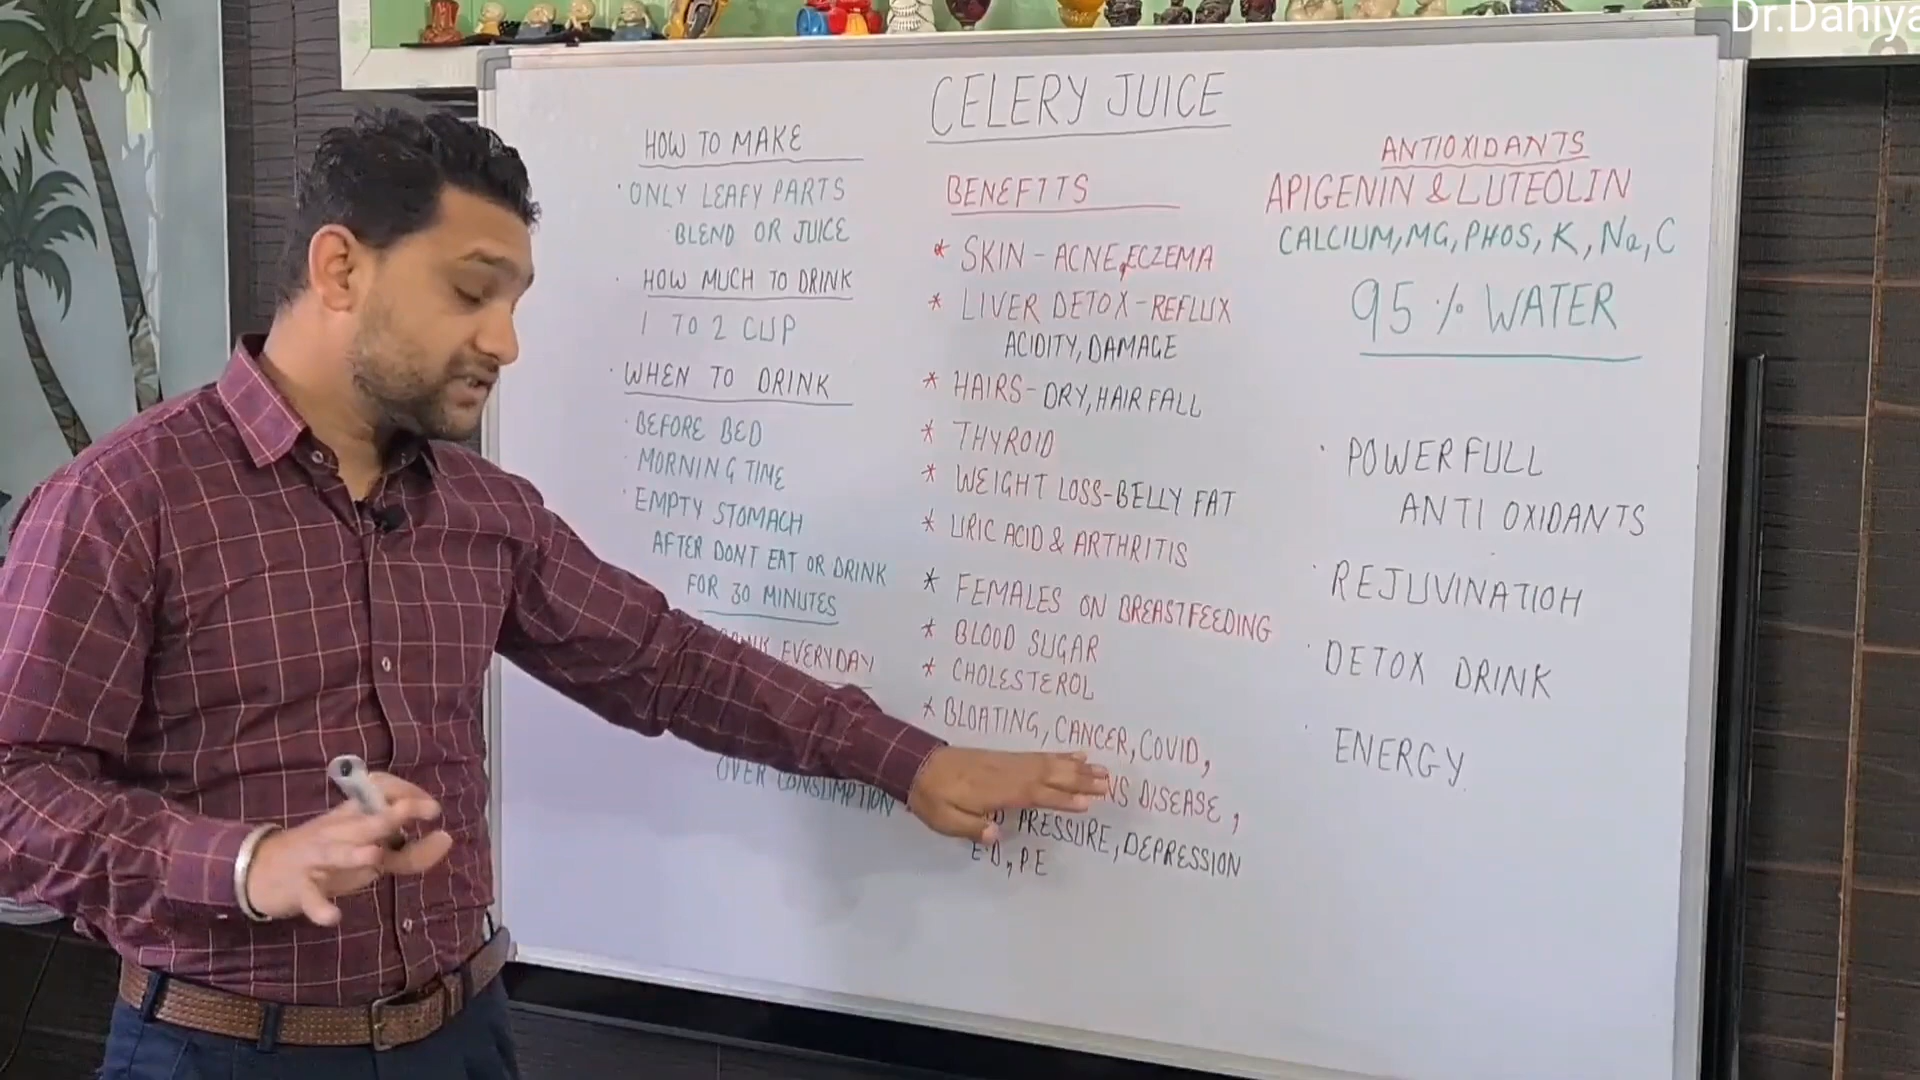 Dr.Dahiya
CELERY JUICE
HOW TO MAKE
· ONLY LEAFY PARTS
· BLEND OR JUICE
· HOW MUCH TO DRINK
1 TO 2 CUP
· WHEN TO DRINK
· BEFORE BED
· MORNING TIME
· EMPTY STOMACH
AFTER DONT EAT OR DRINK
FOR 30 MINUTES
EVERYDAY
OVER CONSUMPTION
BENEFITS
* SKIN - ACNE, ECZEMA
* LIVER DETOX - REFLUX
ACIDITY, DAMAGE
* HAIRS - DRY, HAIR FALL
* THYROID
* WEIGHT LOSS - BELLY FAT
* URIC ACID & ARTHRITIS
* FEMALES ON BREASTFEEDING
* BLOOD SUGAR
* CHOLESTEROL
* BLOATING, CANCER, COVID,
DISEASE,
PRESSURE, DEPRESSION
E.D, PE
ANTIOXIDANTS
APIGENIN & LUTEOLIN
CALCIUM, MG, PHOS, K, Na, C
95 % WATER
· POWERFULL
ANTI OXIDANTS
· REJUVINATIOH
· DETOX DRINK
· ENERGY